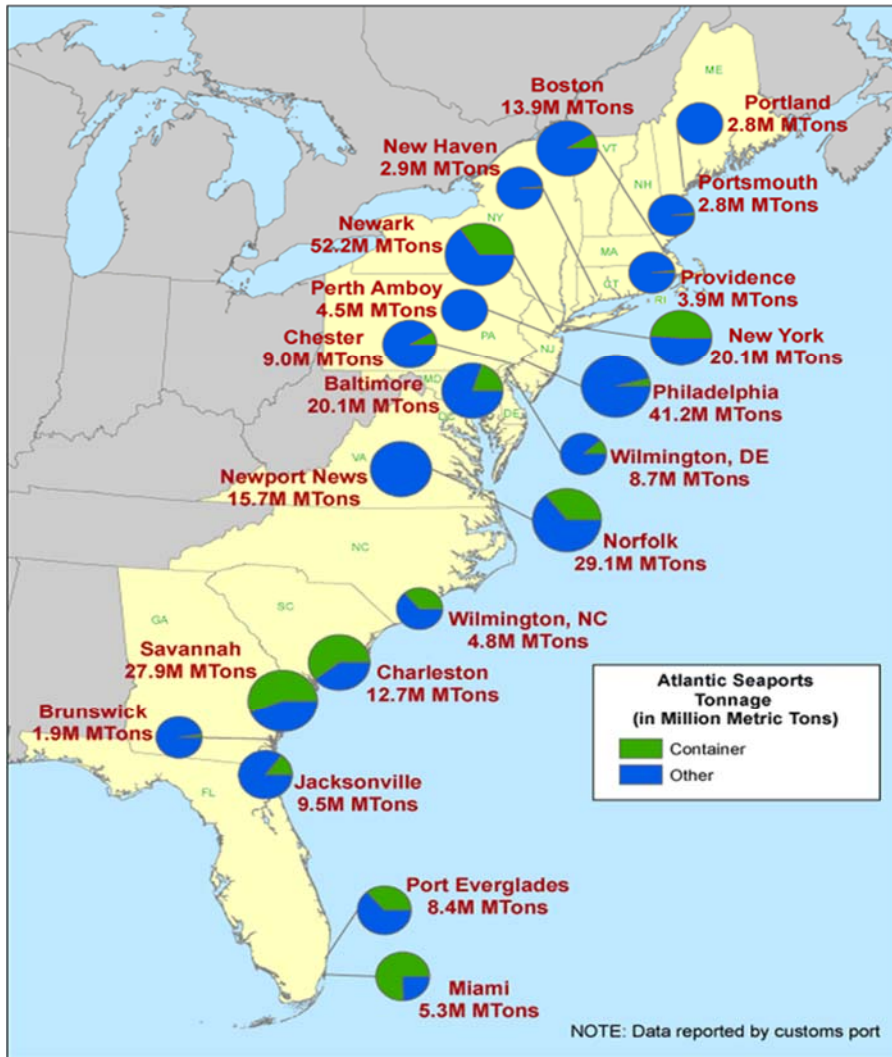 ME
Boston
13.9M MTons
Portland
2.8M MTons
New Haven
2.9M MTons
VT
NH
Portsmouth
2.8M MTons
Newark
52.2M MTons
NY
MA
CT
RI
Providence
3.9M MTons
Perth Amboy
4.5M MTons
New York
20.1M MTons
Chester
9.0M MTons
PA
NJ
Baltimore
20.1M MTons
MD
DE
DC
Philadelphia
41.2M MTons
Wilmington, DE
8.7M MTons
VA
Newport News
15.7M MTons
Norfolk
29.1M MTons
NC
Wilmington, NC
4.8M MTons
GA
SC
Savannah
27.9M MTons
Charleston
12.7M MTons
Brunswick
1.9M MTons
Jacksonville
9.5M MTons
FL
Atlantic Seaports
Tonnage
(in Million Metric Tons)
Container
Other
Port Everglades
8.4M MTons
Miami
5.3M MTons
NOTE: Data reported by customs port